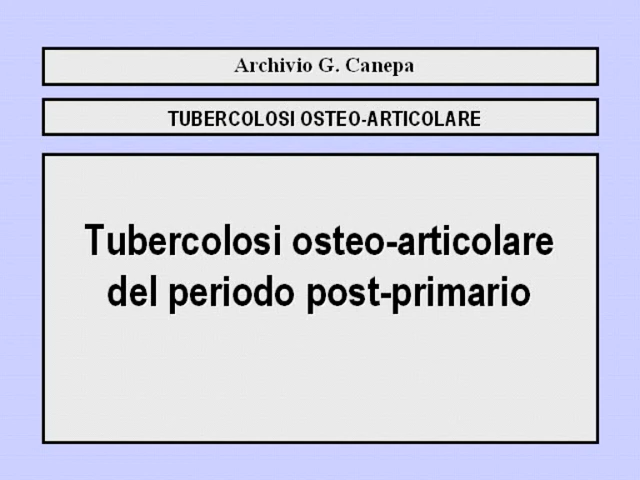 Archivio G. Canepa
TUBERCOLOSI OSTEO-ARTICOLARE
Tubercolosi osteo-articolare
del periodo post-primario